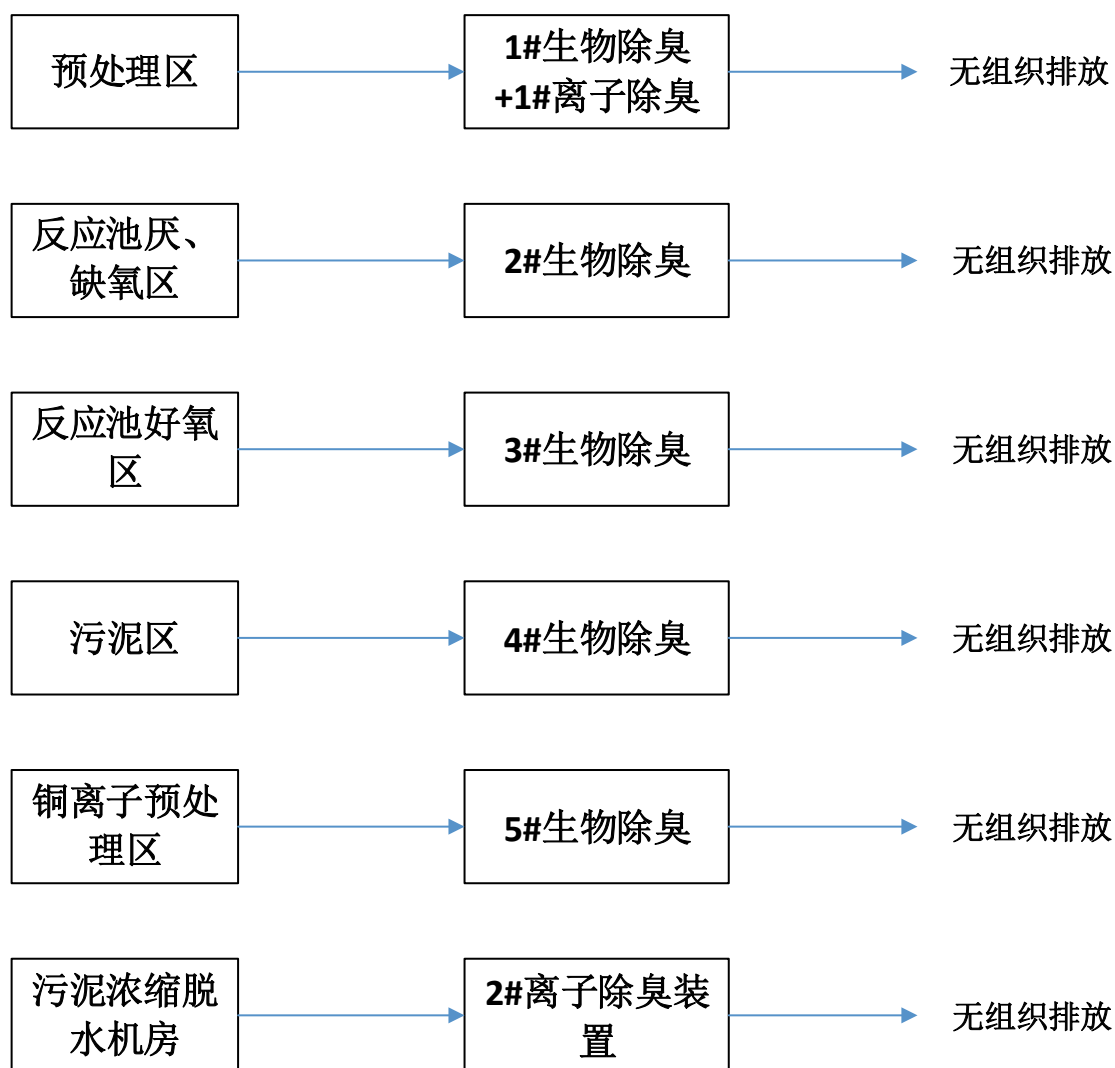 预处理区
1#生物除臭
+1#离子除臭
无组织排放
反应池厌、
缺氧区
2#生物除臭
无组织排放
反应池好氧
区
3#生物除臭
无组织排放
污泥区
4#生物除臭
无组织排放
铜离子预处
理区
5#生物除臭
无组织排放
污泥浓缩脱
水机房
2#离子除臭装
置
无组织排放